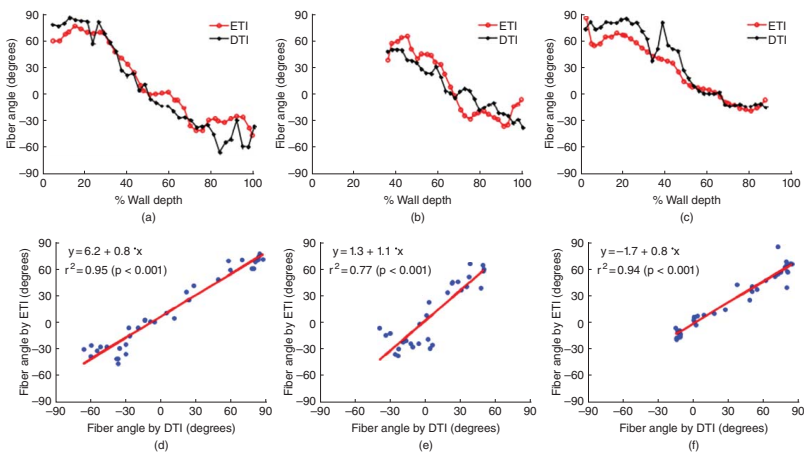 ETI
DTI
90
60
30
0
−30
−60
−90
0
20
40
60
80
100
Fiber angle (degrees)
% Wall depth
(a)
ETI
DTI
90
60
30
0
−30
−60
−90
0
20
40
60
80
100
Fiber angle (degrees)
% Wall depth
(b)
ETI
DTI
90
60
30
0
−30
−60
−90
0
20
40
60
80
100
Fiber angle (degrees)
% Wall depth
(c)
y=6.2 + 0.8 *x
r²=0.95 (p < 0.001)
90
60
30
0
−30
−60
−90
−90
−60
−30
0
30
60
90
Fiber angle by ETI (degrees)
Fiber angle by DTI (degrees)
(d)
y=1.3 + 1.1 *x
r²=0.77 (p < 0.001)
90
60
30
0
−30
−60
−90
−90
−60
−30
0
30
60
90
Fiber angle by ETI (degrees)
Fiber angle by DTI (degrees)
(e)
y=−1.7 + 0.8 *x
r²=0.94 (p < 0.001)
90
60
30
0
−30
−60
−90
−90
−60
−30
0
30
60
90
Fiber angle by ETI (degrees)
Fiber angle by DTI (degrees)
(f)